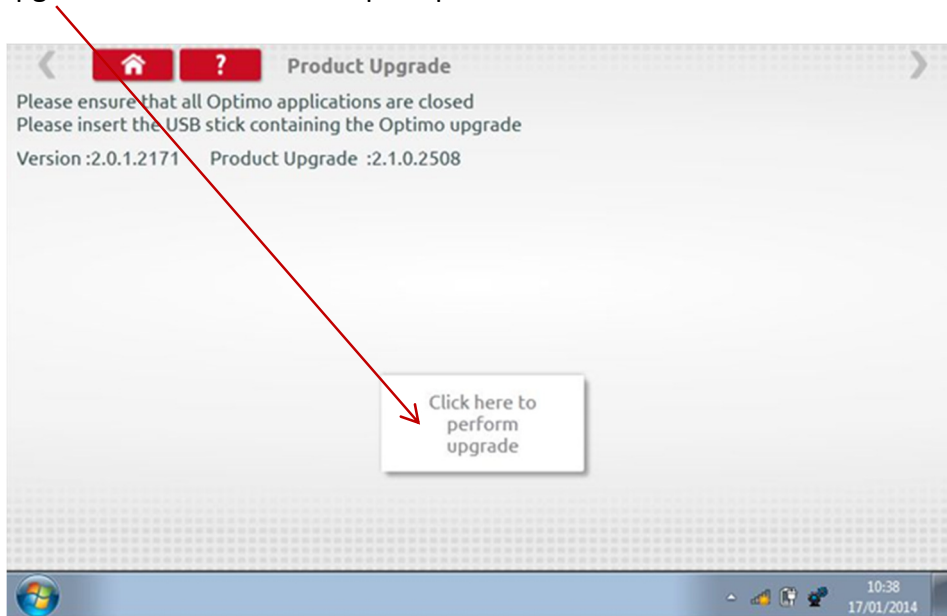 ? Product Upgrade
Please ensure that all Optimo applications are closed
Please insert the USB stick containing the Optimo upgrade
Version :2.0.1.2171 Product Upgrade :2.1.0.2508
Click here to
perform
upgrade
10:38
17/01/2014